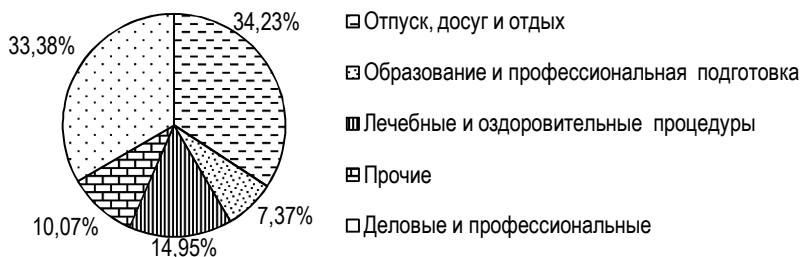 34,23%
33,38%
10,07%
14,95%
7,37%
Отпуск, досуг и отдых
Образование и профессиональная подготовка
Лечебные и оздоровительные процедуры
Прочие
Деловые и профессиональные